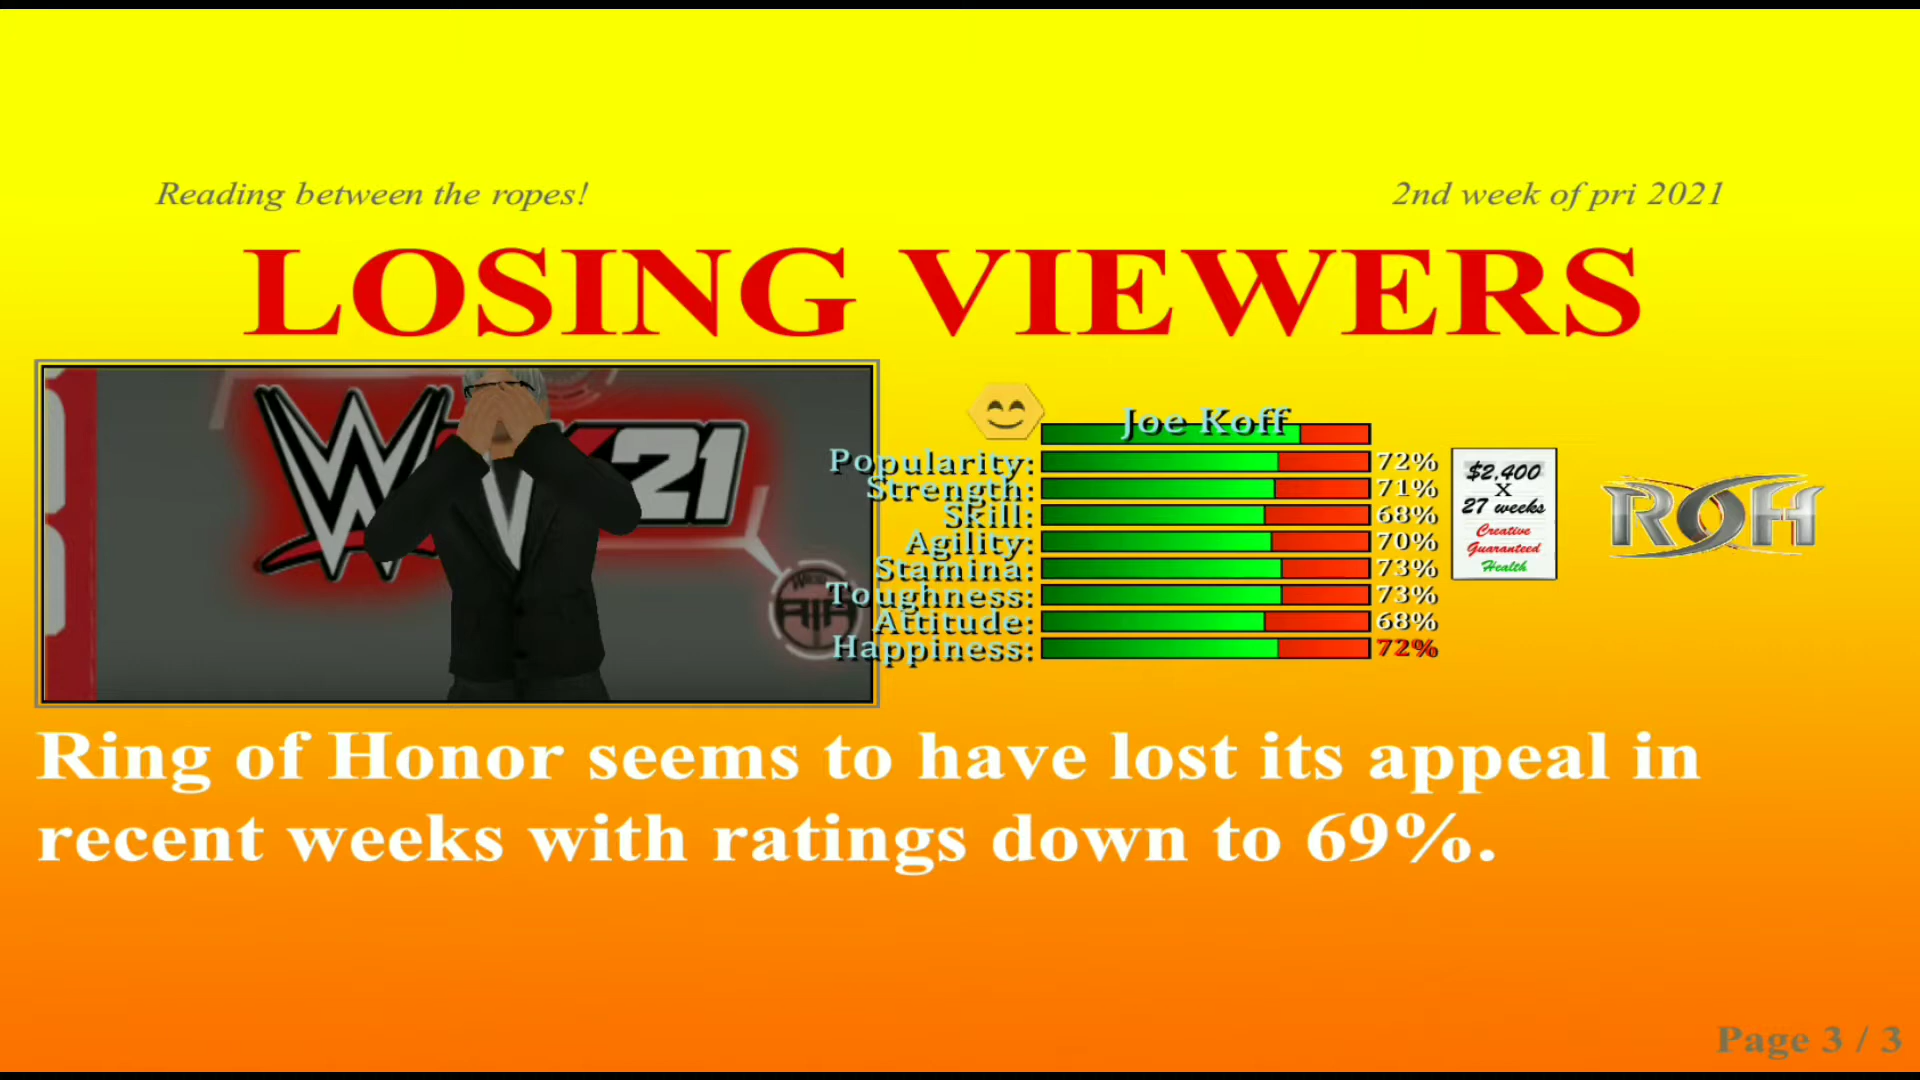 Reading between the ropes!
2nd week of pri 2021
LOSING VIEWERS
21
Joe Koff
Popularity: 72%
Strength: 71%
Skill: 68%
Agility: 70%
Stamina: 73%
Toughness: 73%
Attitude: 68%
Happiness: 72%
$2,400
X
27 weeks
Creative
Guaranteed
Health
ROH
Ring of Honor seems to have lost its appeal in
recent weeks with ratings down to 69%.
Page 3 / 3